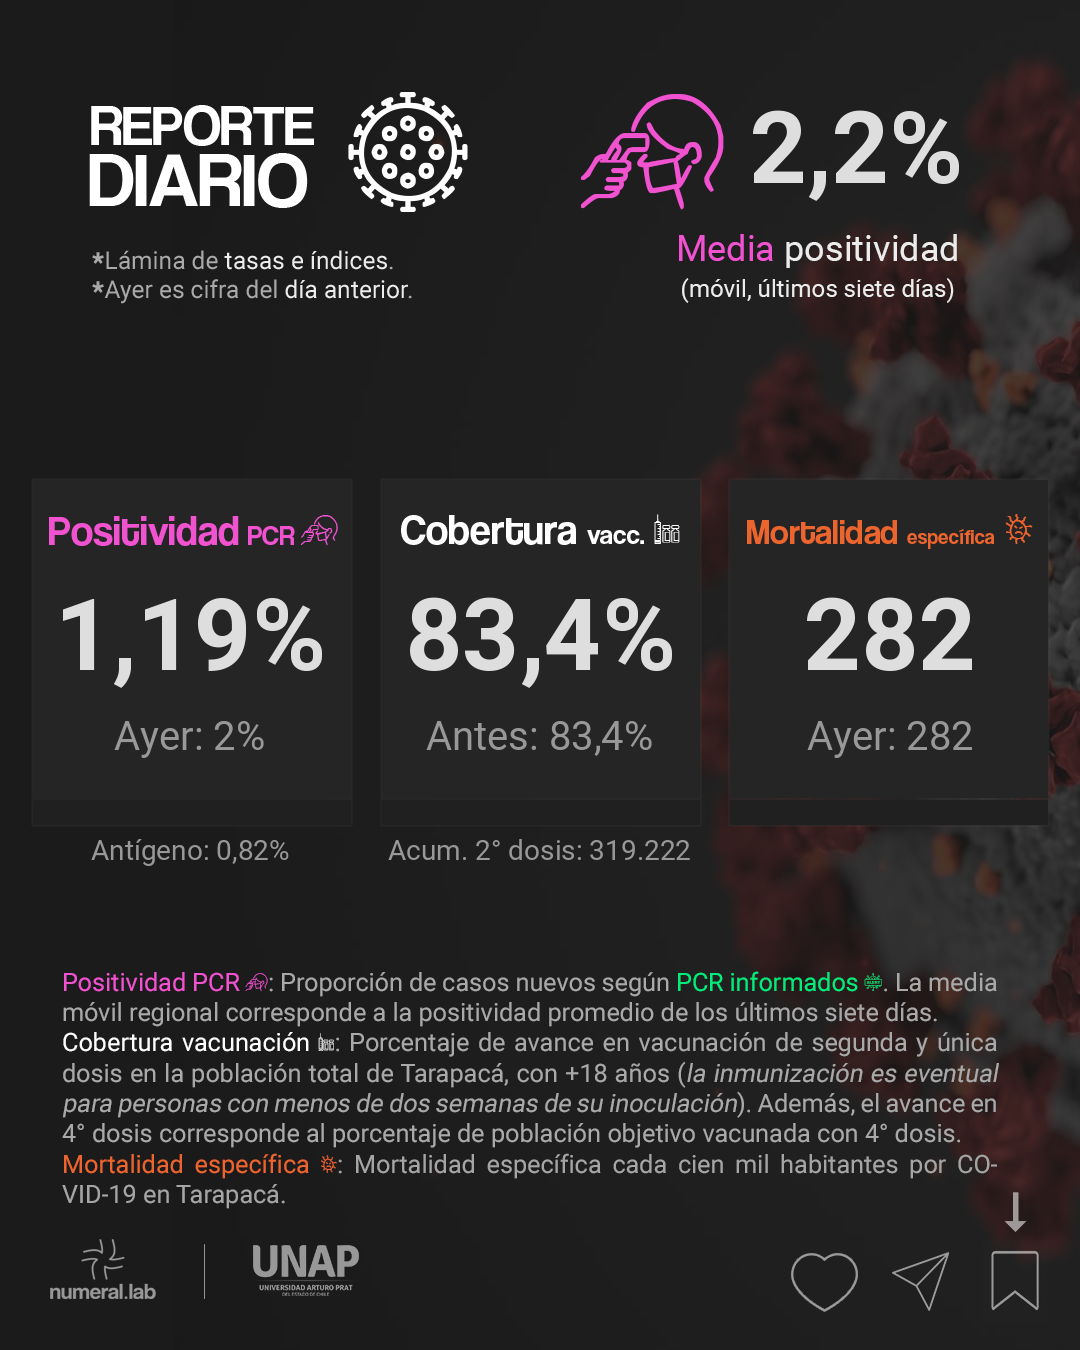 REPORTE
DIARIO
*Lámina de tasas e índices.
*Ayer es cifra del día anterior.
2,2%
Media positividad
(móvil, últimos siete días)
Positividad PCR
1,19%
Ayer: 2%
Antígeno: 0,82%
Cobertura vacc.
83,4%
Antes: 83,4%
Acum. 2° dosis: 319.222
Mortalidad específica
282
Ayer: 282
Positividad PCR : Proporción de casos nuevos según PCR informados . La media
móvil regional corresponde a la positividad promedio de los últimos siete días.
Cobertura vacunación : Porcentaje de avance en vacunación de segunda y única
dosis en la población total de Tarapacá, con +18 años (la inmunización es eventual
para personas con menos de dos semanas de su inoculación). Además, el avance en
4° dosis corresponde al porcentaje de población objetivo vacunada con 4° dosis.
Mortalidad específica : Mortalidad específica cada cien mil habitantes por CO-
VID-19 en Tarapacá.
numeral.lab
UNAP
UNIVERSIDAD ARTURO PRAT
DEL ESTADO DE CHILE